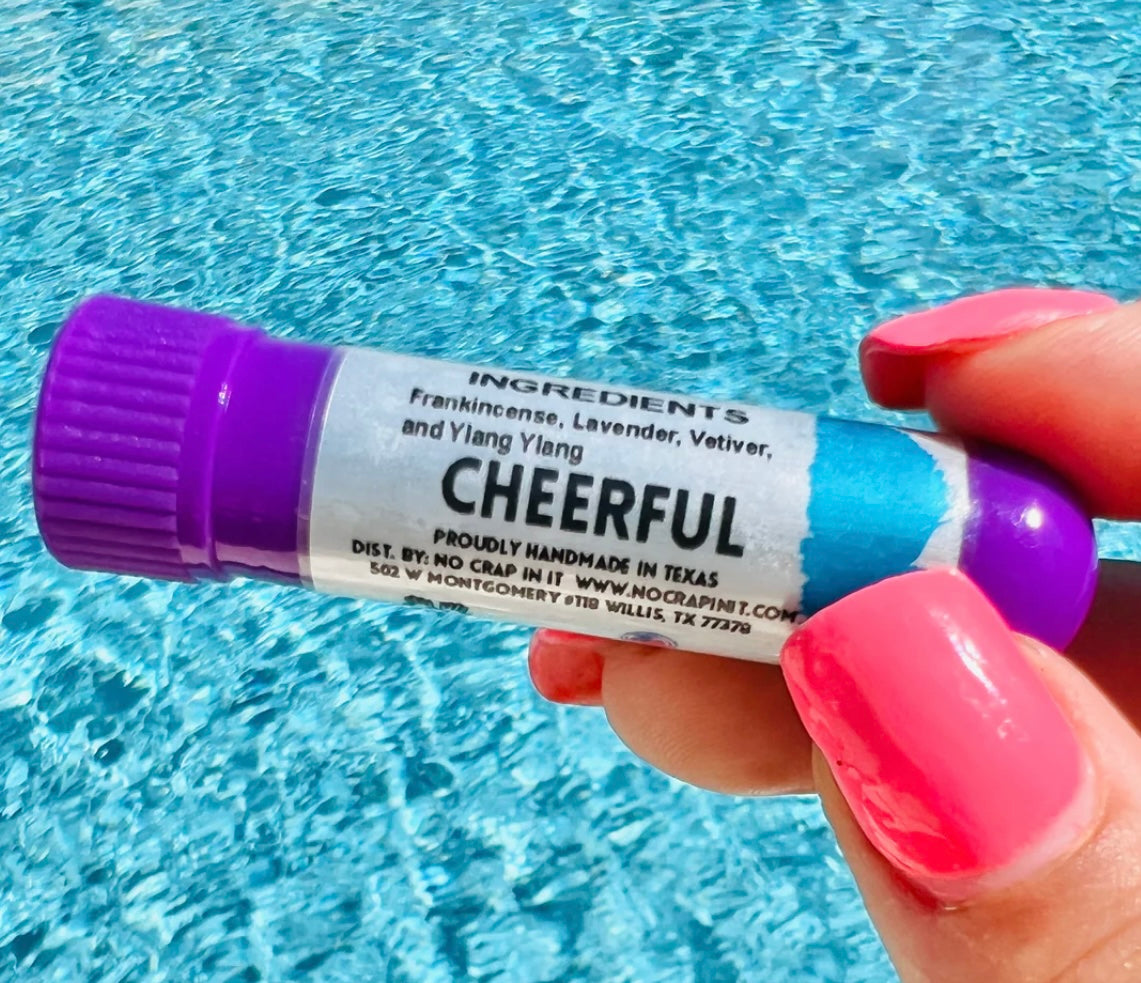 INGREDIENTS
Frankincense, Lavender, Vetiver,
and Ylang Ylang
CHEERFUL
PROUDLY HANDMADE IN TEXAS
DIST. BY: NO CRAP IN IT WWW.NOCRAPINIT.COM
502 W MONTGOMERY #118 WILLIS, TX 77378